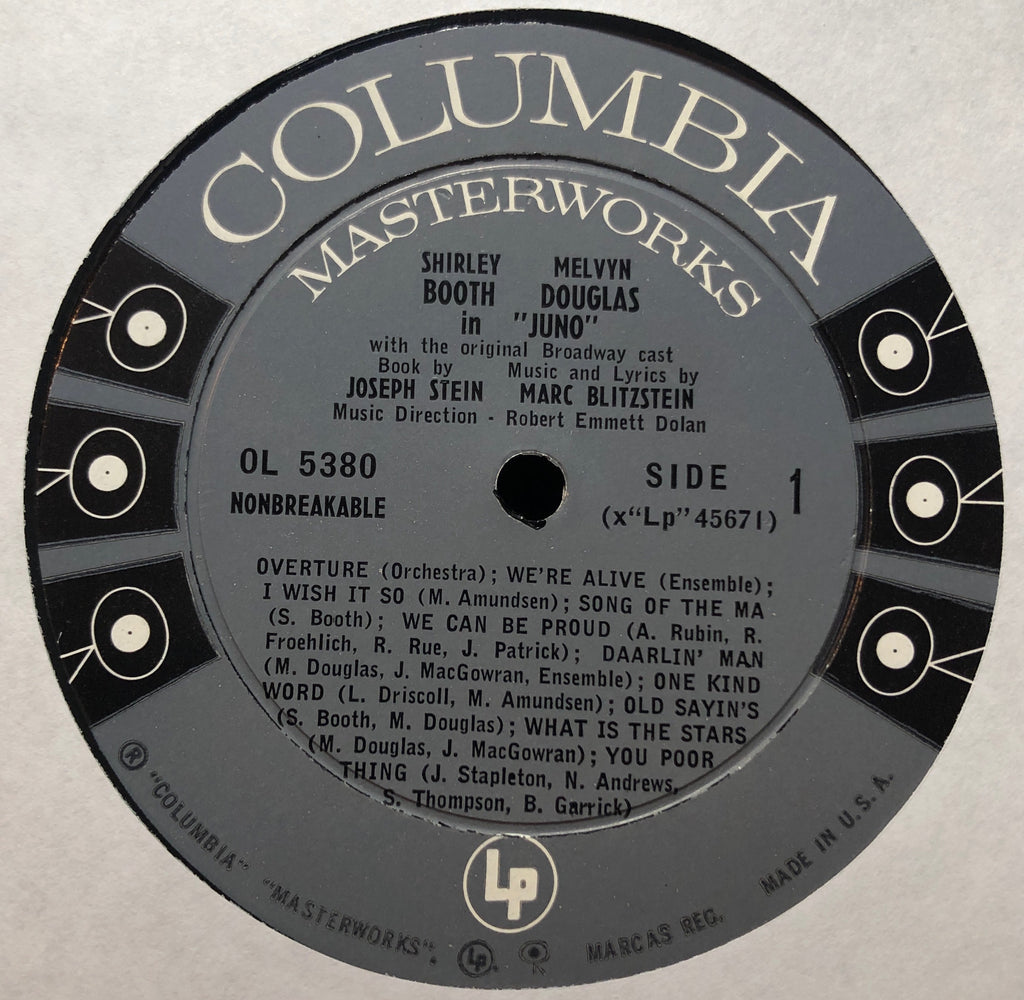 COLUMBIA
MASTERWORKS
SHIRLEY MELVYN
BOOTH DOUGLAS
in "JUNO"
with the original Broadway cast
Book by Music and Lyrics by
JOSEPH STEIN MARC BLITZSTEIN
Music Direction - Robert Emmett Dolan
OL 5380
NONBREAKABLE
SIDE 1
(x“Lp” 45671)
OVERTURE (Orchestra); WE'RE ALIVE (Ensemble);
I WISH IT SO (M. Amundsen); SONG OF THE MA
(S. Booth); WE CAN BE PROUD (A. Rubin, R.
Froehlich, R. Rue, J. Patrick); DAARLIN' MAN
(M. Douglas, J. MacGowran, Ensemble); ONE KIND
WORD (L. Driscoll, M. Amundsen); OLD SAYIN'S
(S. Booth, M. Douglas); WHAT IS THE STARS
(M. Douglas, J. MacGowran); YOU POOR
THING (J. Stapleton, N. Andrews,
S. Thompson, B. Garrick)
Lp
® "COLUMBIA" "MASTERWORKS", Lp. MARCAS REG. MADE IN U.S.A.